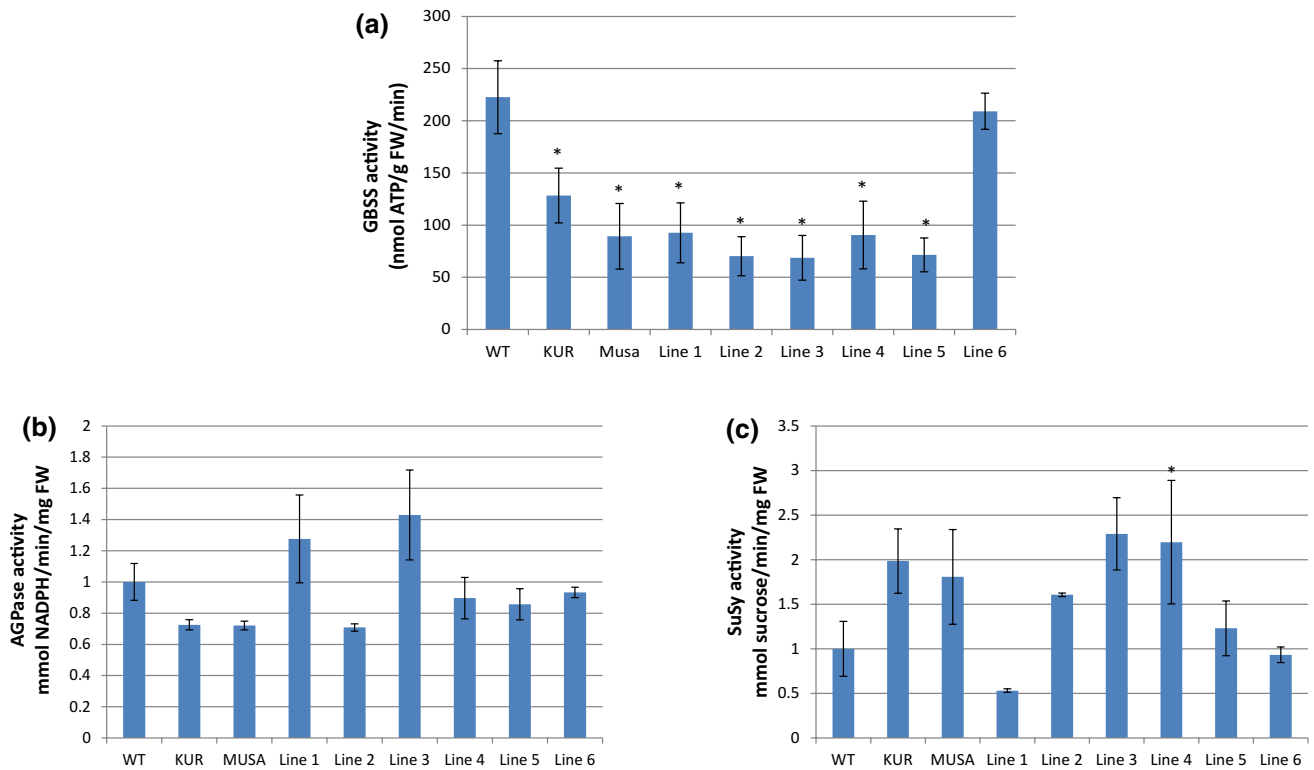 (a)
GBSS activity
(nmol ATP/g FW/min)
300
250
200
150
100
50
0
* * * * * * *
WT KUR Musa Line 1 Line 2 Line 3 Line 4 Line 5 Line 6
(b)
AGPase activity
mmol NADPH/min/mg FW
2
1.8
1.6
1.4
1.2
1
0.8
0.6
0.4
0.2
0
WT KUR MUSA Line 1 Line 2 Line 3 Line 4 Line 5 Line 6
(c)
SuSy activity
mmol sucrose/min/mg FW
3.5
3
2.5
2
1.5
1
0.5
0
*
WT KUR MUSA Line 1 Line 2 Line 3 Line 4 Line 5 Line 6